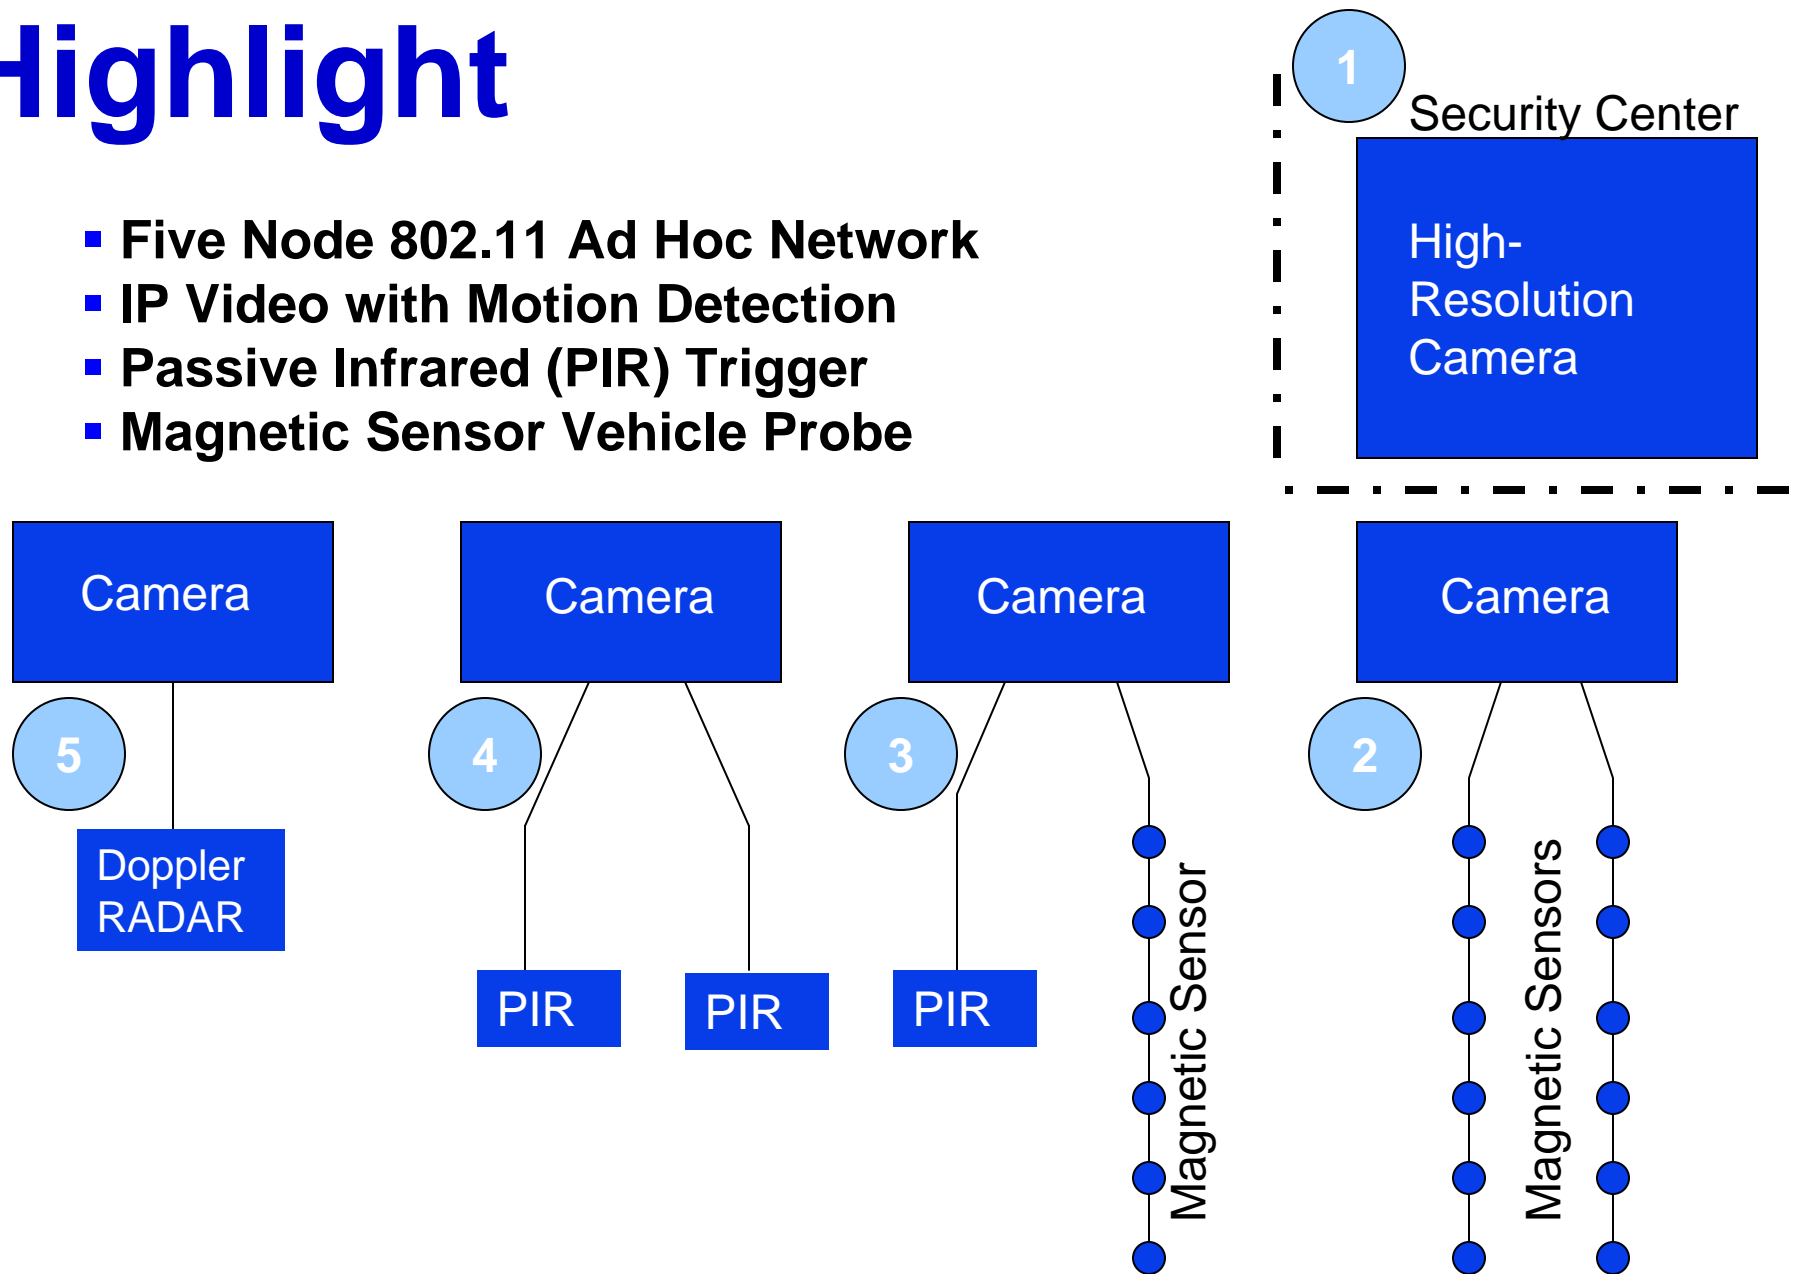 Highlight
1
Security Center
High-
Resolution
Camera
▪ Five Node 802.11 Ad Hoc Network
▪ IP Video with Motion Detection
▪ Passive Infrared (PIR) Trigger
▪ Magnetic Sensor Vehicle Probe
Camera
Camera
Camera
Camera
5
4
3
2
Doppler
RADAR
PIR
PIR
PIR
Magnetic Sensor
Magnetic Sensors